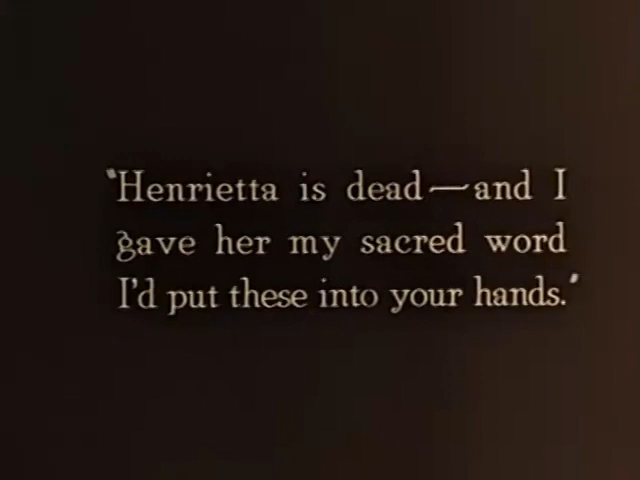 "Henrietta is dead—and I
gave her my sacred word
I'd put these into your hands."